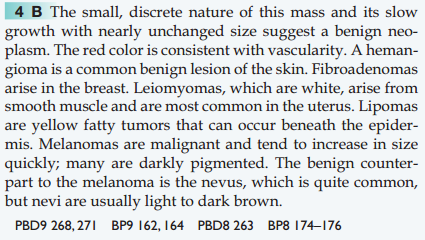 4 B The small, discrete nature of this mass and its slow
growth with nearly unchanged size suggest a benign neo-
plasm. The red color is consistent with vascularity. A heman-
gioma is a common benign lesion of the skin. Fibroadenomas
arise in the breast. Leiomyomas, which are white, arise from
smooth muscle and are most common in the uterus. Lipomas
are yellow fatty tumors that can occur beneath the epider-
mis. Melanomas are malignant and tend to increase in size
quickly; many are darkly pigmented. The benign counter-
part to the melanoma is the nevus, which is quite common,
but nevi are usually light to dark brown.
PBD9 268, 271 BP9 162, 164 PBD8 263 BP8 174–176